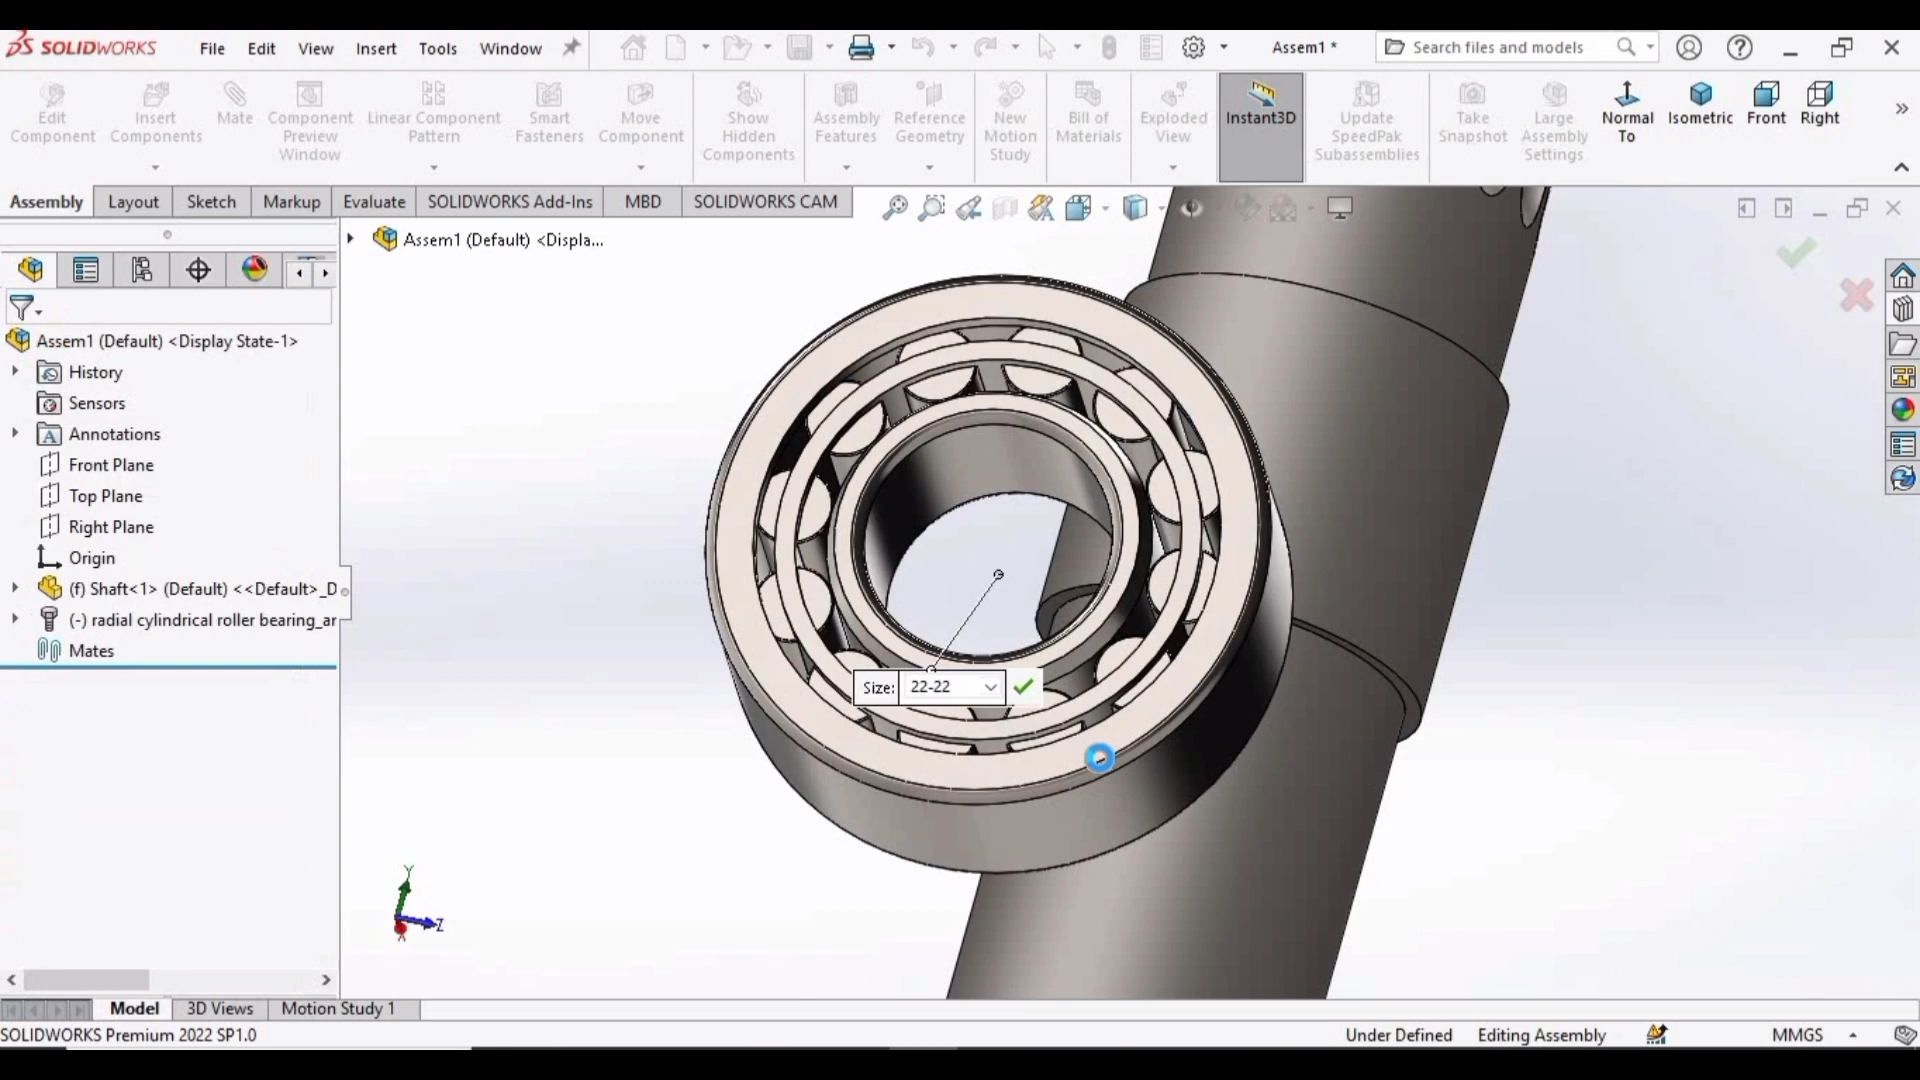 SOLIDWORKS File Edit View Insert Tools Window Assem1 * Search files and models
Edit Component
Insert Components
Mate
Component Preview Window
Linear Component Pattern
Smart Fasteners
Move Component
Show Hidden Components
Assembly Features
Reference Geometry
New Motion Study
Bill of Materials
Exploded View
Instant3D
Update SpeedPak Subassemblies
Take Snapshot
Large Assembly Settings
Normal To
Isometric
Front
Right
Assembly Layout Sketch Markup Evaluate SOLIDWORKS Add-Ins MBD SOLIDWORKS CAM
Assem1 (Default) <Displa...
Assem1 (Default) <Display State-1>
History
Sensors
Annotations
Front Plane
Top Plane
Right Plane
Origin
(f) Shaft<1> (Default) <<Default>_D
(-) radial cylindrical roller bearing_ar
Mates
Size: 22-22
Y
Z
X
Model 3D Views Motion Study 1
SOLIDWORKS Premium 2022 SP1.0 Under Defined Editing Assembly MMGS